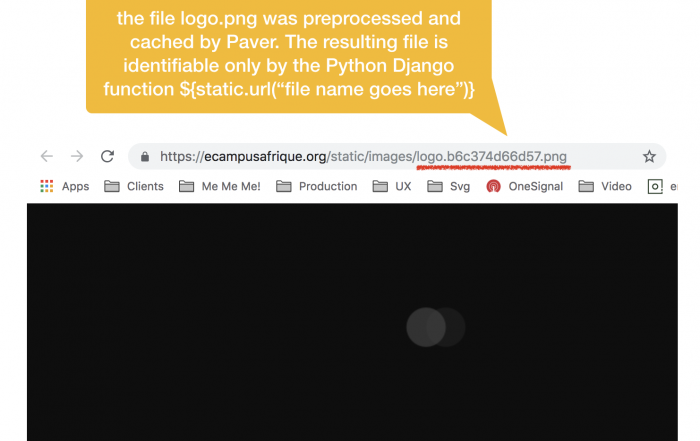 the file logo.png was preprocessed and
cached by Paver. The resulting file is
identifiable only by the Python Django
function ${static.url(“file name goes here”)}
https://ecampusafrique.org/static/images/logo.b6c374d66d57.png
Apps Clients Me Me Me! Production UX Svg OneSignal Video